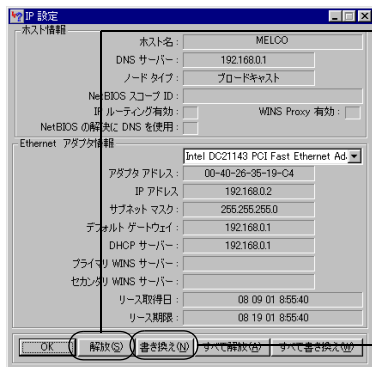 IP 設定
ホスト情報
ホスト名 : MELCO
DNS サーバー : 192.168.0.1
ノード タイプ : ブロードキャスト
NetBIOS スコープ ID :
IP ルーティング有効 : WINS Proxy 有効 :
NetBIOS の解決に DNS を使用 :
Ethernet アダプタ情報
Intel DC21143 PCI Fast Ethernet Ad
アダプタ アドレス : 00-40-26-35-19-C4
IP アドレス 192.168.0.2
サブネット マスク : 255.255.255.0
デフォルト ゲートウェイ : 192.168.0.1
DHCP サーバー : 192.168.0.1
プライマリ WINS サーバー :
セカンダリ WINS サーバー :
リース取得日 : 08 09 01 8:55:40
リース期限 : 08 19 01 8:55:40
OK 解放(S) 書き換え(N) すべて解放(A) すべて書き換え(W)